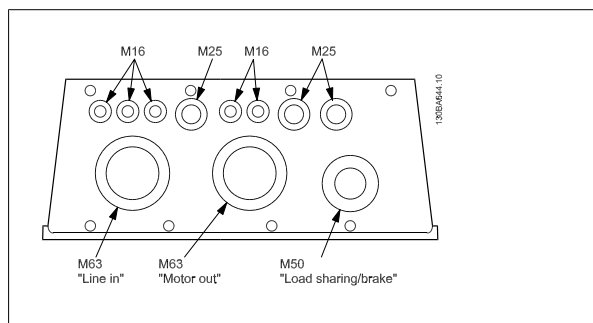 M16
M25
M16
M25
130BA644.10
M63
"Line in"
M63
"Motor out"
M50
"Load sharing/brake"